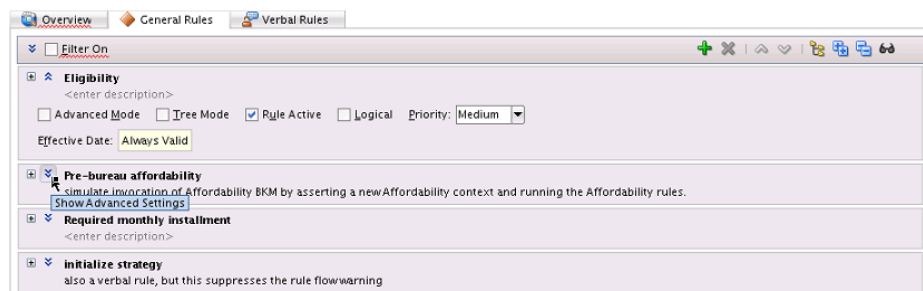 Overview General Rules Verbal Rules
Filter On
Eligibility
<enter description>
Advanced Mode Tree Mode Rule Active Logical Priority: Medium
Effective Date: Always Valid
Pre-bureau affordability
simulate invocation of Affordability BKM by asserting a new Affordability context and running the Affordability rules.
Show Advanced Settings
Required monthly installment
<enter description>
initialize strategy
also a verbal rule, but this suppresses the rule flow warning